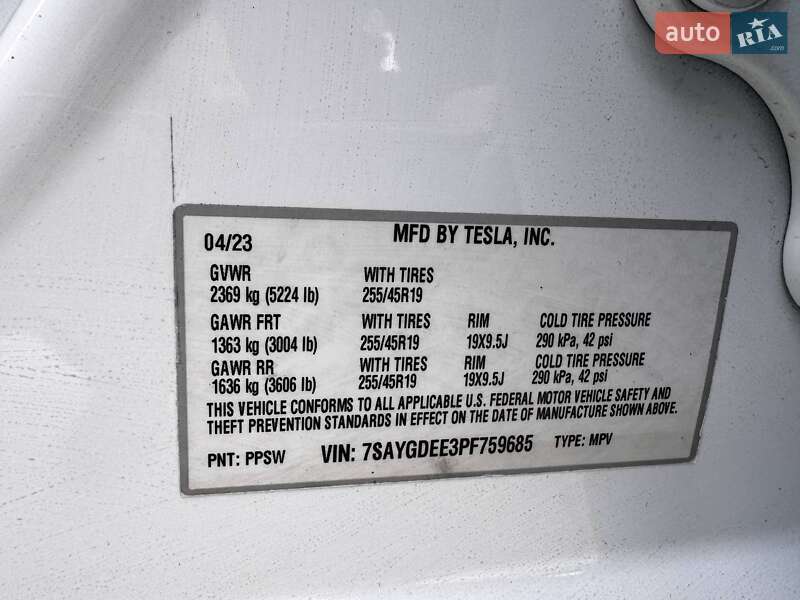 auto RIA .com
04/23 MFD BY TESLA, INC.
GVWR WITH TIRES
2369 kg (5224 lb) 255/45R19
GAWR FRT WITH TIRES RIM COLD TIRE PRESSURE
1363 kg (3004 lb) 255/45R19 19X9.5J 290 kPa, 42 psi
GAWR RR WITH TIRES RIM COLD TIRE PRESSURE
1636 kg (3606 lb) 255/45R19 19X9.5J 290 kPa, 42 psi
THIS VEHICLE CONFORMS TO ALL APPLICABLE U.S. FEDERAL MOTOR VEHICLE SAFETY AND
THEFT PREVENTION STANDARDS IN EFFECT ON THE DATE OF MANUFACTURE SHOWN ABOVE.
PNT: PPSW VIN: 7SAYGDEE3PF759685 TYPE: MPV